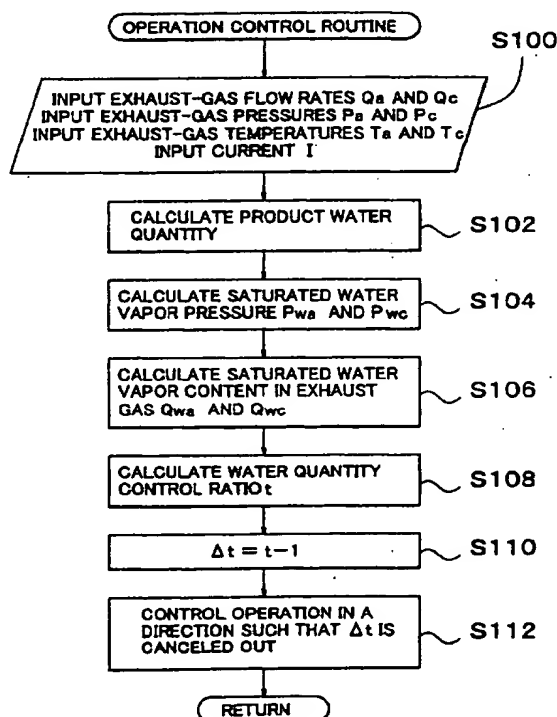 OPERATION CONTROL ROUTINE
S100
INPUT EXHAUST-GAS FLOW RATES Qa AND Qc
INPUT EXHAUST-GAS PRESSURES Pa AND Pc
INPUT EXHAUST-GAS TEMPERATURES Ta AND Tc
INPUT CURRENT I
CALCULATE PRODUCT WATER
QUANTITY
S102
CALCULATE SATURATED WATER
VAPOR PRESSURE Pwa AND Pwc
S104
CALCULATE SATURATED WATER
VAPOR CONTENT IN EXHAUST
GAS Qwa AND Qwc
S106
CALCULATE WATER QUANTITY
CONTROL RATIO t
S108
Δt = t-1
S110
CONTROL OPERATION IN A
DIRECTION SUCH THAT Δt IS
CANCELED OUT
S112
RETURN